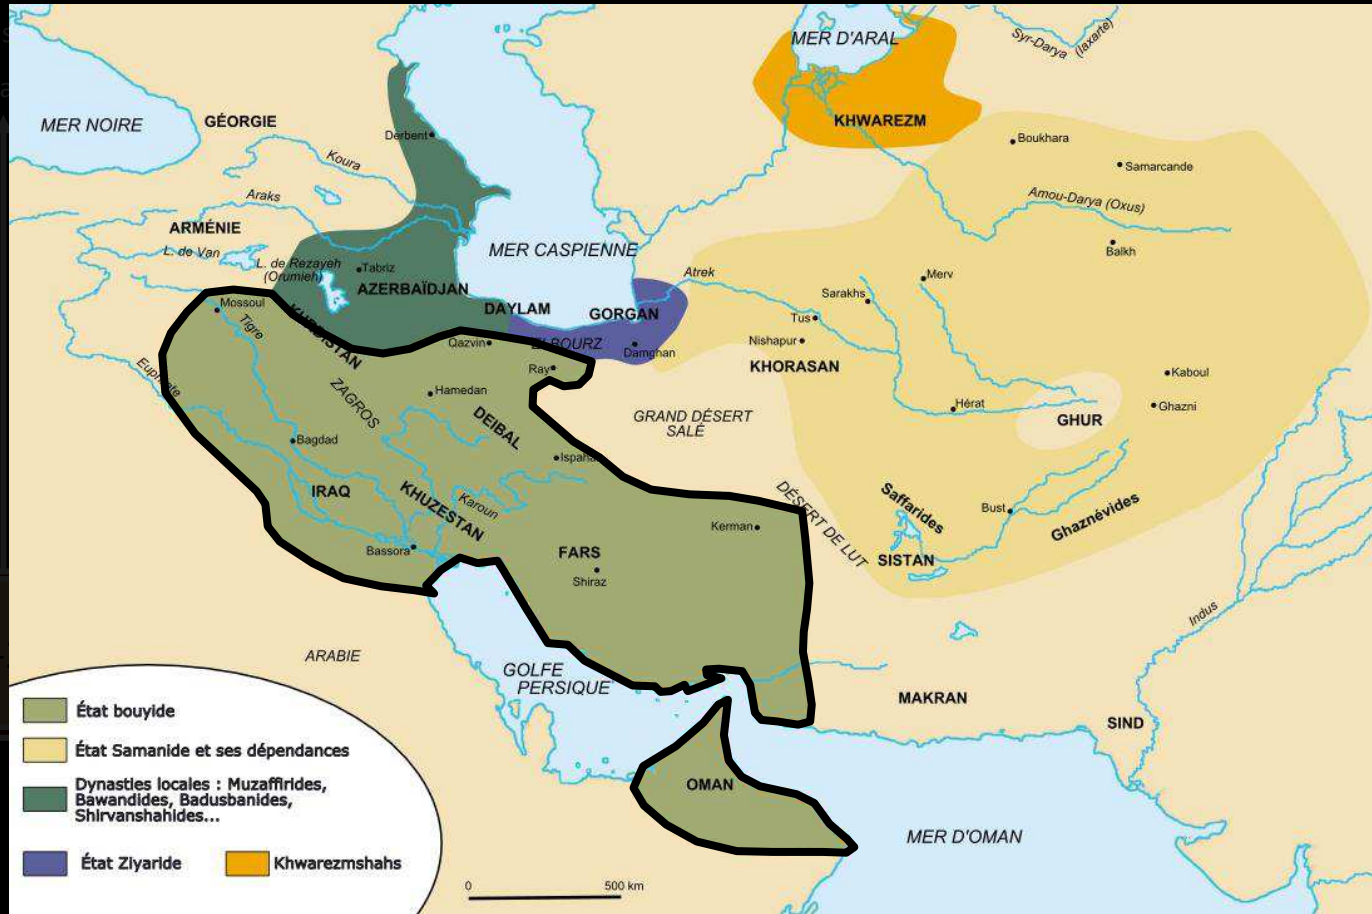 MER D'ARAL
Syr-Darya (Iaxarte)
MER NOIRE
GÉORGIE
Derbent
KHWAREZM
Boukhara
Koura
Samarcande
Araks
Amou-Darya (Oxus)
ARMÉNIE
L. de Van
MER CASPIENNE
Balkh
L. de Rezayeh
(Orumieh)
Tabriz
Atrek
Merv
AZERBAÏDJAN
Sarakhs
Mossoul
DAYLAM
GORGAN
Tus
KURDISTAN
Tigre
Qazvin
ELBOURZ
Damghan
Nishapur
KHORASAN
Euphrate
Ray
Kaboul
ZAGROS
Hamedan
Hérat
Ghazni
DEIBAL
GRAND DÉSERT
SALÉ
GHUR
Bagdad
Ispaha
IRAQ
KHUZESTAN
Karoun
DÉSERT DE LUT
Saffarides
Bust
Ghaznévides
Kerman
Bassora
FARS
SISTAN
Shiraz
Indus
ARABIE
GOLFE
PERSIQUE
MAKRAN
SIND
OMAN
MER D'OMAN
État bouyide
État Samanide et ses dépendances
Dynasties locales : Muzaffirides,
Bawandides, Badusbanides,
Shirvanshahides...
État Ziyaride
Khwarezmshahs
0
500 km